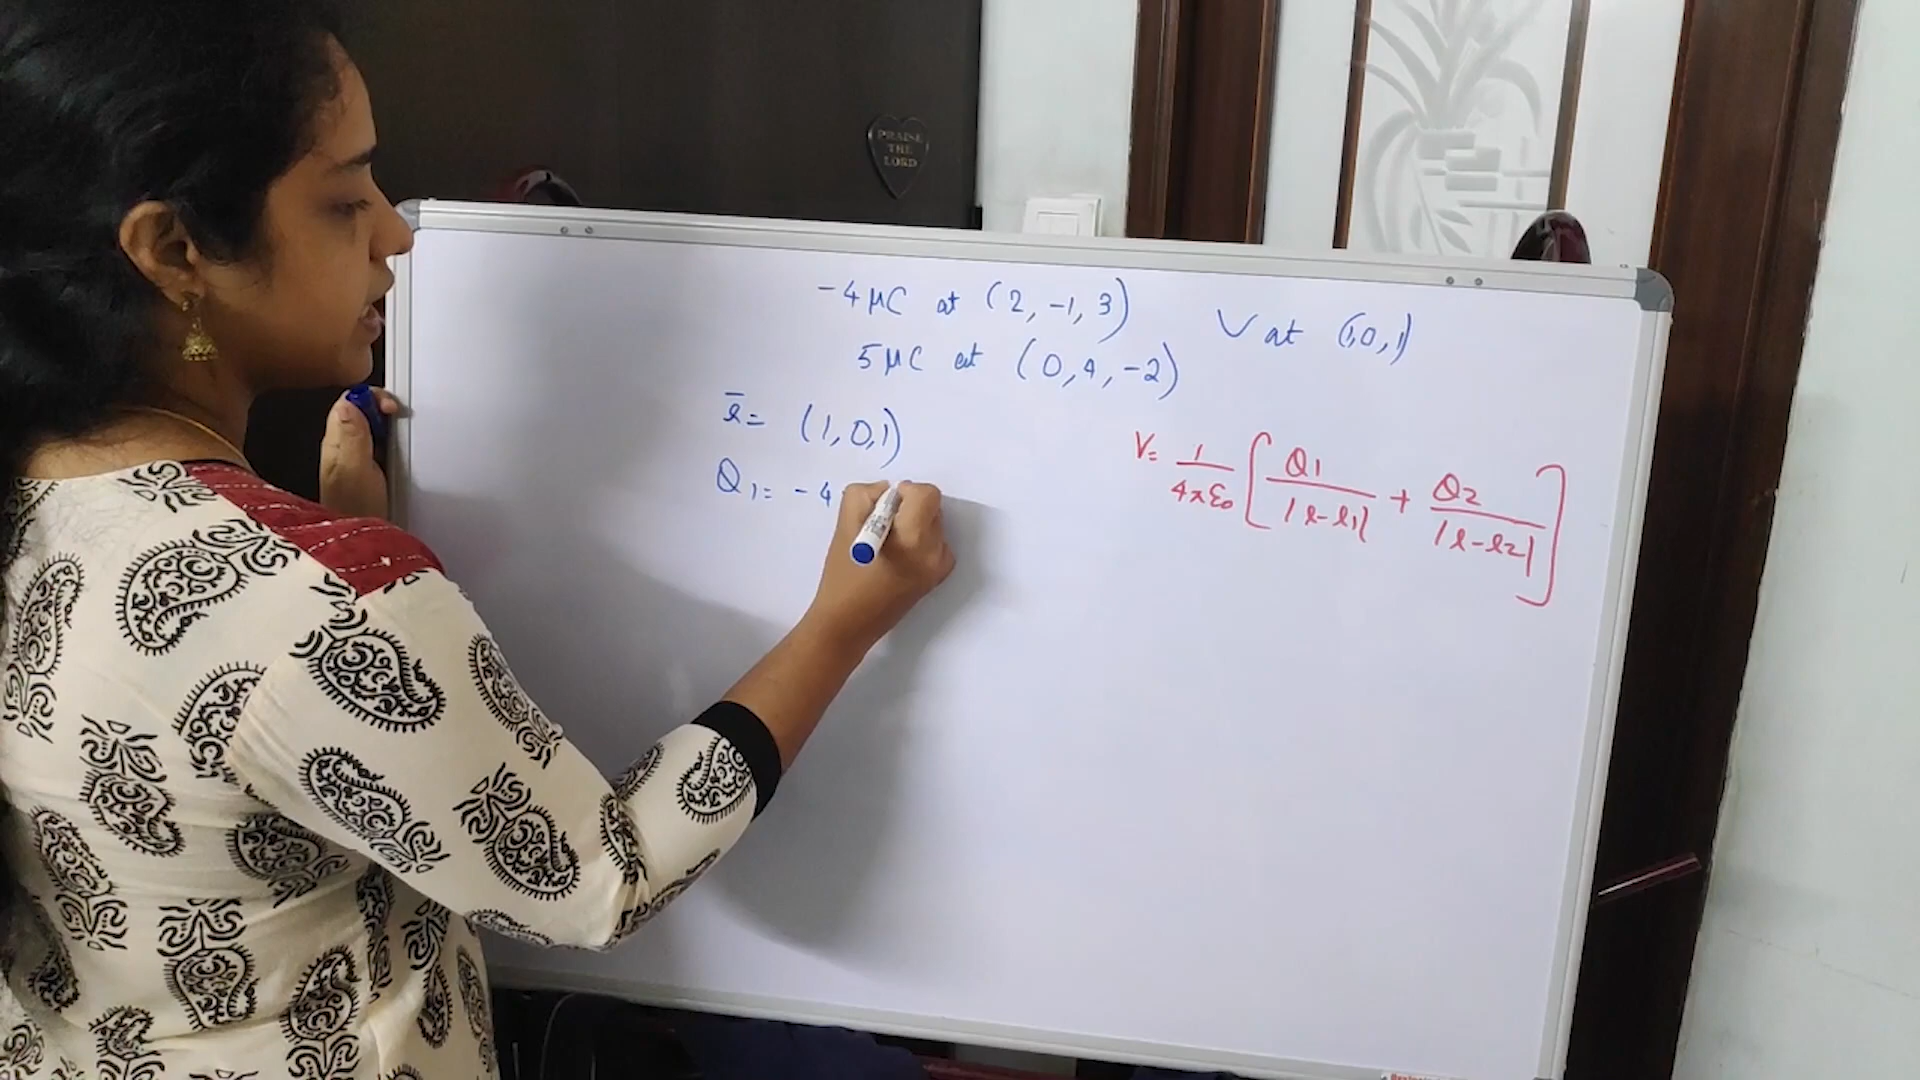 PRAISE
THE
LORD
-4μC at (2, -1, 3)
V at (1,0,1)
5μC at (0,4,-2)
r̄ = (1,0,1)
Q1 = -4
V = 1/4πε0 [Q1/|r-r1| + Q2/|r-r2|]